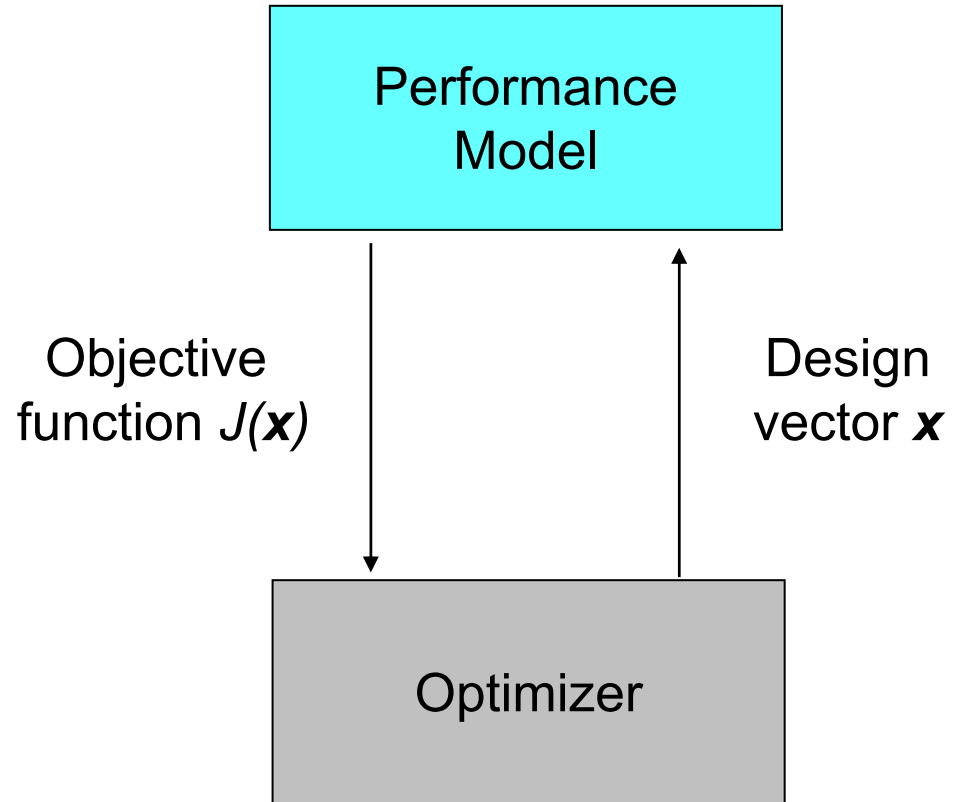 Performance
Model
Objective
function J(x)
Design
vector x
Optimizer